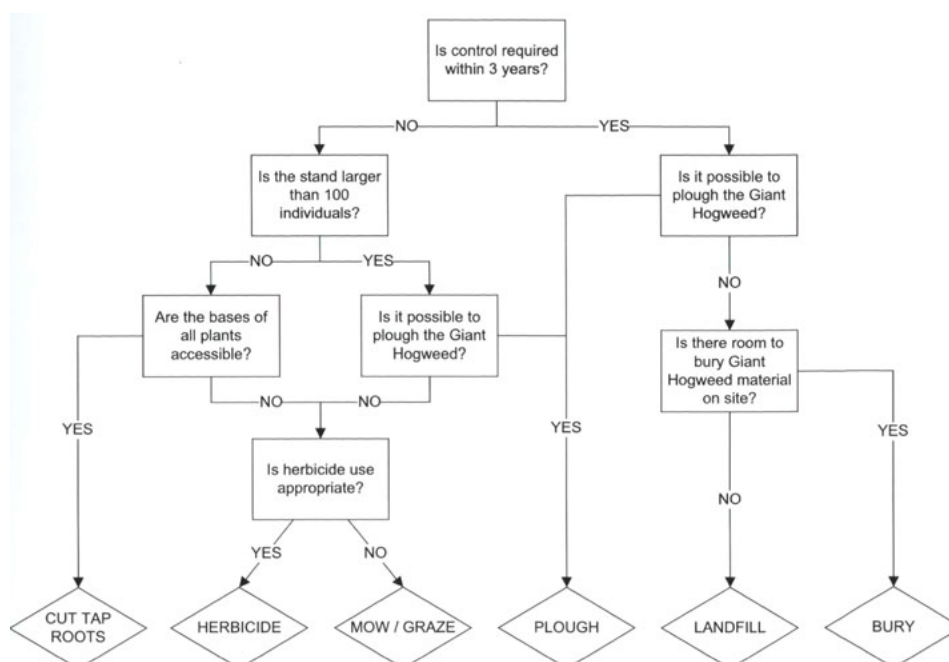 Is control required
within 3 years?
NO
YES
Is the stand larger
than 100
individuals?
Is it possible to
plough the Giant
Hogweed?
NO
YES
NO
Are the bases of
all plants
accessible?
Is it possible to
plough the Giant
Hogweed?
Is there room to
bury Giant
Hogweed material
on site?
NO
NO
YES
YES
YES
Is herbicide use
appropriate?
NO
YES
NO
CUT TAP
ROOTS
HERBICIDE
MOW / GRAZE
PLOUGH
LANDFILL
BURY